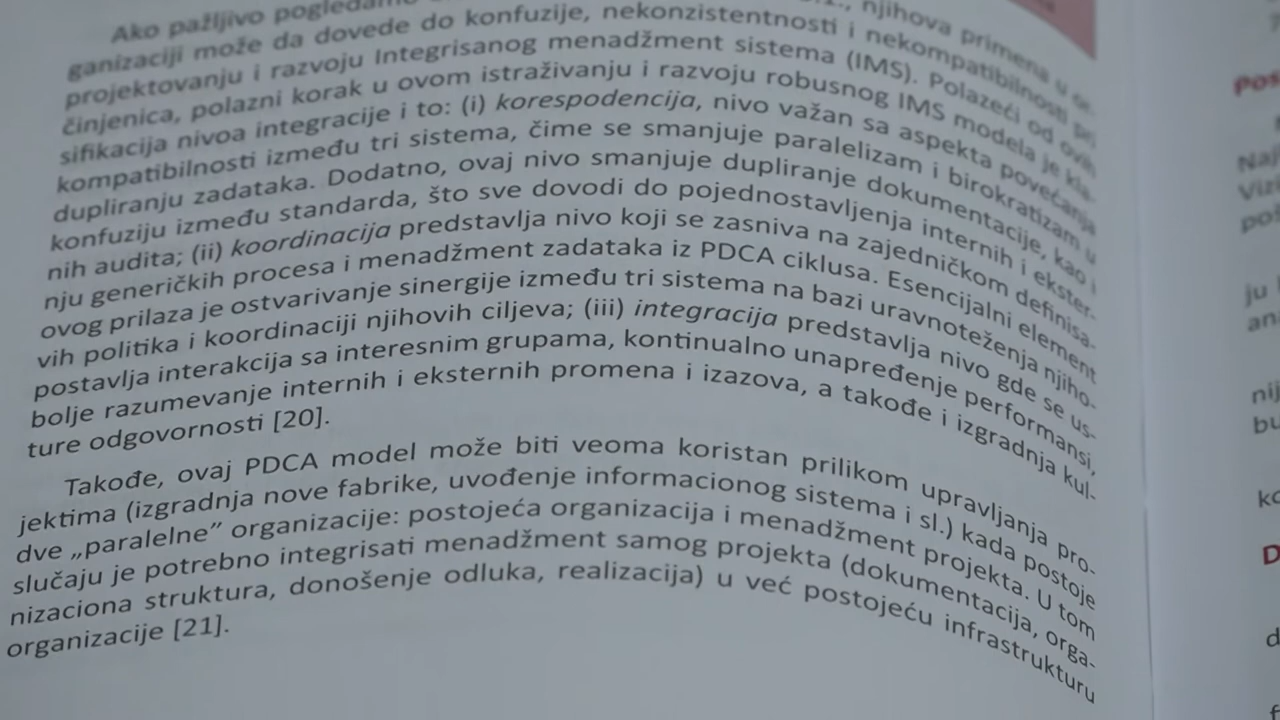 Ako pažljivo pogledamo njihova primena u or-
ganizaciji može da dovede do konfuzije, nekonzistentnosti i nekompatibilnosti pri
projektovanju i razvoju Integrisanog menadžment sistema (IMS). Polazeći od ovih
činjenica, polazni korak u ovom istraživanju i razvoju robusnog IMS modela je kla-
sifikacija nivoa integracije i to: (i) korespodencija, nivo važan sa aspekta povećanja
kompatibilnosti između tri sistema, čime se smanjuje paralelizam i birokratizam u
dupliranju zadataka. Dodatno, ovaj nivo smanjuje dupliranje dokumentacije, kao i
konfuziju između standarda, što sve dovodi do pojednostavljenja internih i ekster-
nih audita; (ii) koordinacija predstavlja nivo koji se zasniva na zajedničkom definisa-
nju generičkih procesa i menadžment zadataka iz PDCA ciklusa. Esencijalni element
ovog prilaza je ostvarivanje sinergije između tri sistema na bazi uravnoteženja njiho-
vih politika i koordinaciji njihovih ciljeva; (iii) integracija predstavlja nivo gde se us-
postavlja interakcija sa interesnim grupama, kontinualno unapređenje performansi,
bolje razumevanje internih i eksternih promena i izazova, a takođe i izgradnja kul-
ture odgovornosti [20].
Takođe, ovaj PDCA model može biti veoma koristan prilikom upravljanja pro-
jektima (izgradnja nove fabrike, uvođenje informacionog sistema i sl.) kada postoje
dve „paralelne” organizacije: postojeća organizacija i menadžment projekta. U tom
slučaju je potrebno integrisati menadžment samog projekta (dokumentacija, orga-
nizaciona struktura, donošenje odluka, realizacija) u već postojeću infrastrukturu
organizacije [21].